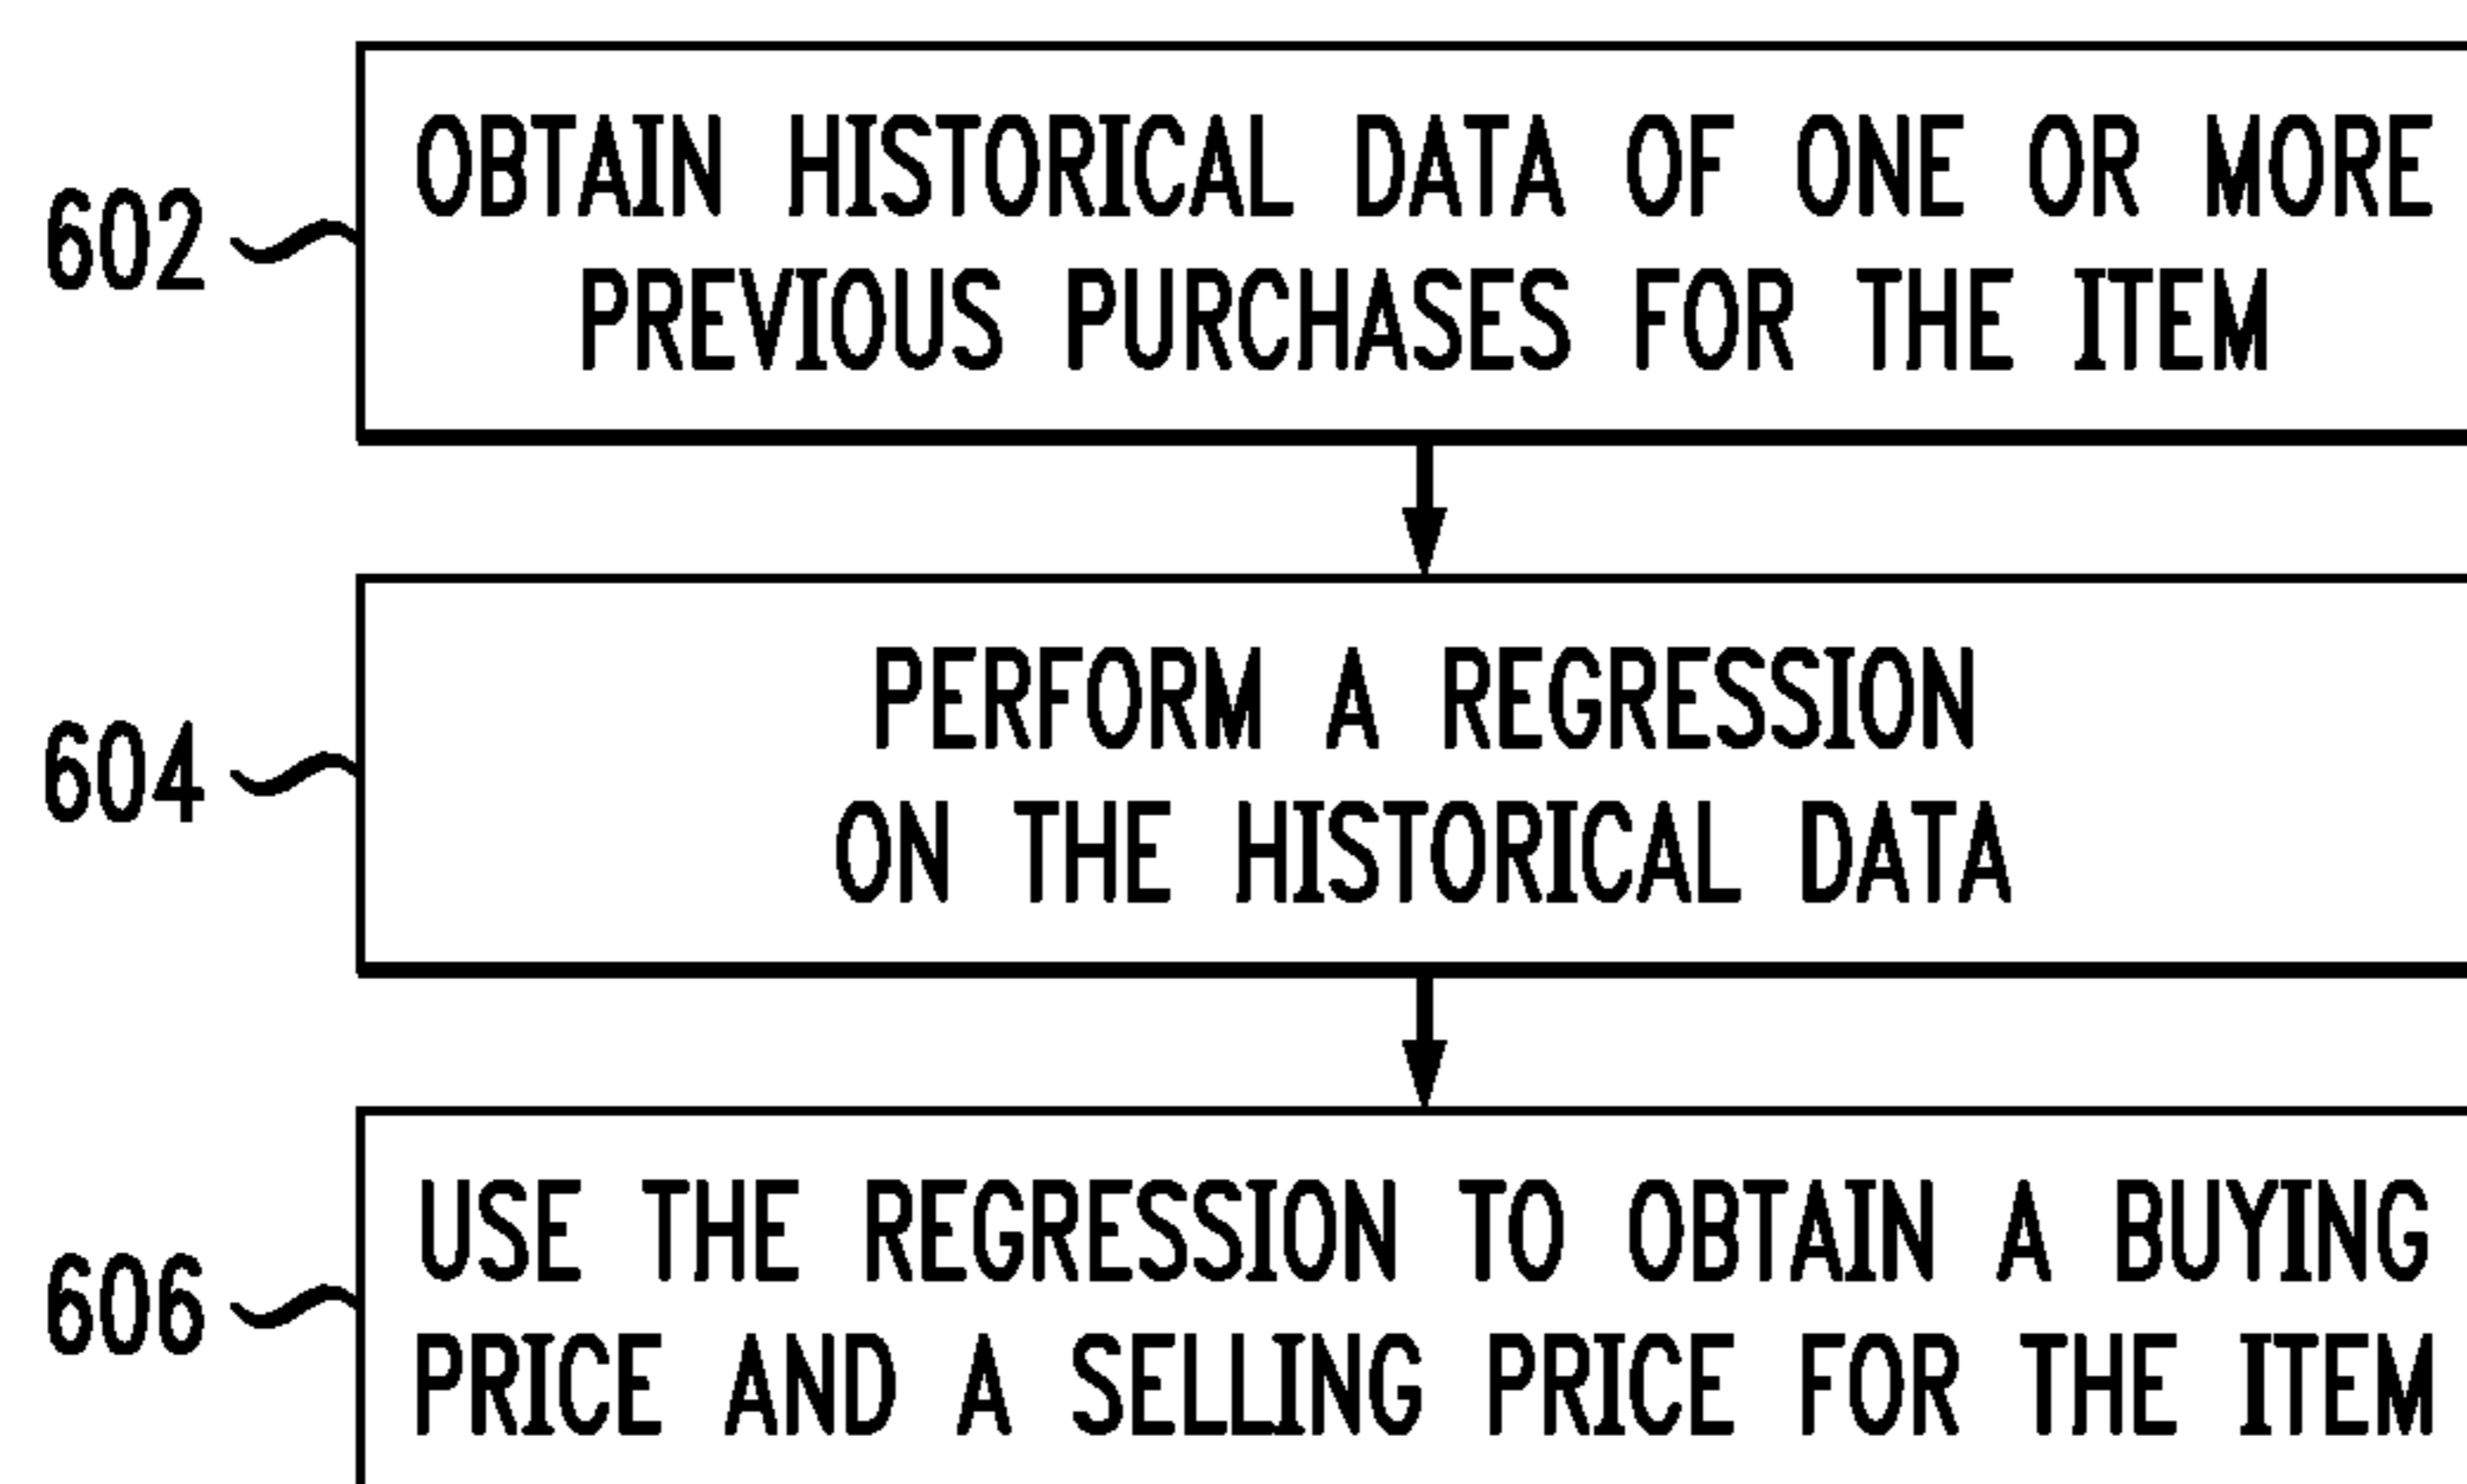 602
OBTAIN HISTORICAL DATA OF ONE OR MORE
PREVIOUS PURCHASES FOR THE ITEM
604
PERFORM A REGRESSION
ON THE HISTORICAL DATA
606
USE THE REGRESSION TO OBTAIN A BUYING
PRICE AND A SELLING PRICE FOR THE ITEM